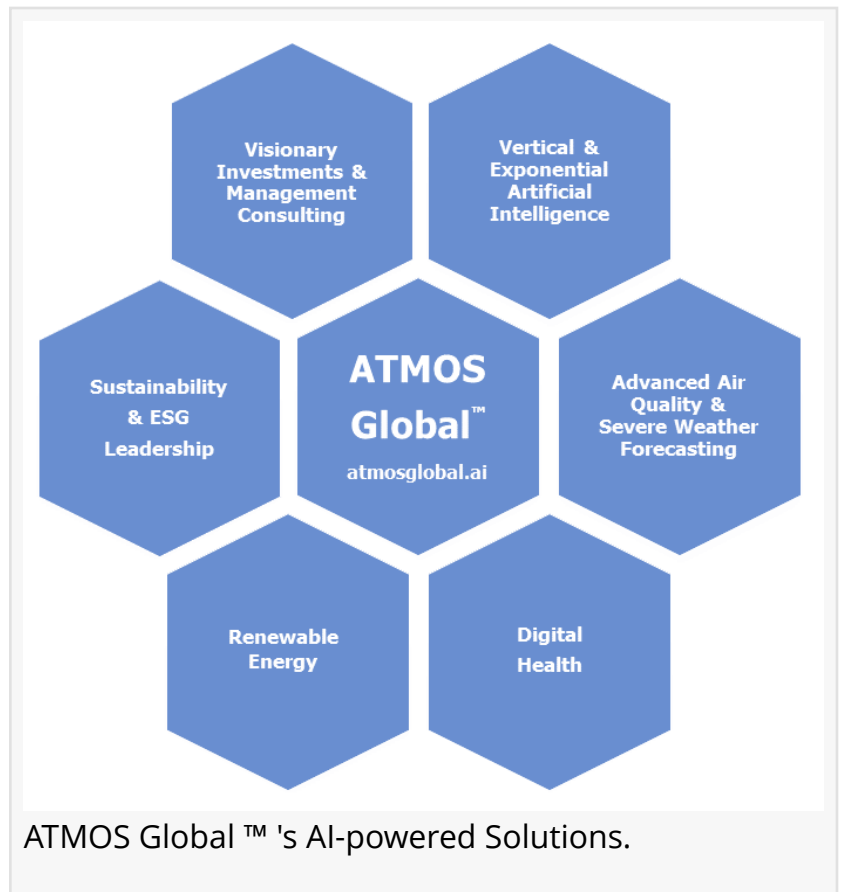 Visionary
Investments &
Management
Consulting
Vertical &
Exponential
Artificial
Intelligence
Sustainability
& ESG
Leadership
ATMOS
Global™
atmosglobal.ai
Advanced Air
Quality &
Severe Weather
Forecasting
Renewable
Energy
Digital
Health
ATMOS Global ™ 's AI-powered Solutions.